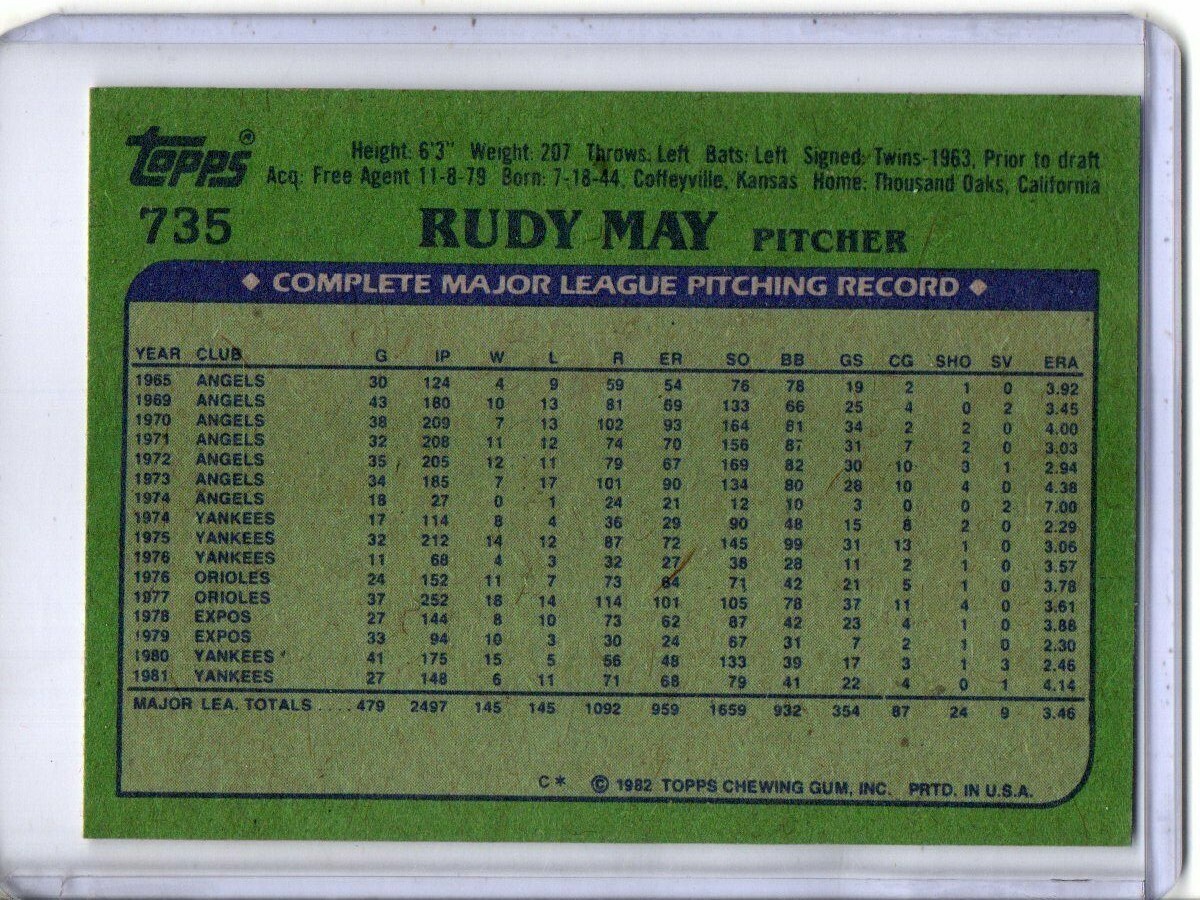 Topps®
Height: 6'3" Weight: 207 Throws: Left Bats: Left Signed: Twins-1963, Prior to draft
Acq: Free Agent 11-8-79 Born: 7-18-44, Coffeyville, Kansas Home: Thousand Oaks, California
735 RUDY MAY PITCHER
◆ COMPLETE MAJOR LEAGUE PITCHING RECORD ◆
YEAR CLUB G IP W L R ER SO BB GS CG SHO SV ERA
1965 ANGELS 30 124 4 9 59 54 76 78 19 2 1 0 3.92
1969 ANGELS 43 180 10 13 81 69 133 66 25 4 0 2 3.45
1970 ANGELS 38 209 7 13 102 93 164 81 34 2 2 0 4.00
1971 ANGELS 32 208 11 12 74 70 156 87 31 7 2 0 3.03
1972 ANGELS 35 205 12 11 79 67 169 82 30 10 3 1 2.94
1973 ANGELS 34 185 7 17 101 90 134 80 28 10 4 0 4.38
1974 ANGELS 18 27 0 1 24 21 12 10 3 0 0 2 7.00
1974 YANKEES 17 114 8 4 36 29 90 48 15 8 2 0 2.29
1975 YANKEES 32 212 14 12 87 72 145 99 31 13 1 0 3.06
1976 YANKEES 11 68 4 3 32 27 38 28 11 2 1 0 3.57
1976 ORIOLES 24 152 11 7 73 64 71 42 21 5 1 0 3.78
1977 ORIOLES 37 252 18 14 114 101 105 78 37 11 4 0 3.61
1978 EXPOS 27 144 8 10 73 62 87 42 23 4 1 0 3.88
1979 EXPOS 33 94 10 3 30 24 67 31 7 2 1 0 2.30
1980 YANKEES 41 175 15 5 56 48 133 39 17 3 1 3 2.46
1981 YANKEES 27 148 6 11 71 68 79 41 22 4 0 1 4.14
MAJOR LEA. TOTALS .... 479 2497 145 145 1092 959 1659 932 354 87 24 9 3.46
C* © 1982 TOPPS CHEWING GUM, INC. PRTD. IN U.S.A.